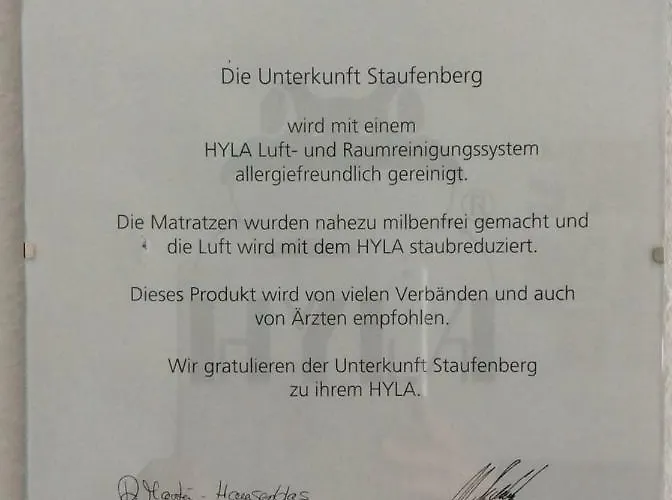 Die Unterkunft Staufenberg
wird mit einem
HYLA Luft- und Raumreinigungssystem
allergiefreundlich gereinigt.
Die Matratzen wurden nahezu milbenfrei gemacht und
die Luft wird mit dem HYLA staubreduziert.
Dieses Produkt wird von vielen Verbänden und auch
von Ärzten empfohlen.
Wir gratulieren der Unterkunft Staufenberg
zu ihrem HYLA.
HYLA ®